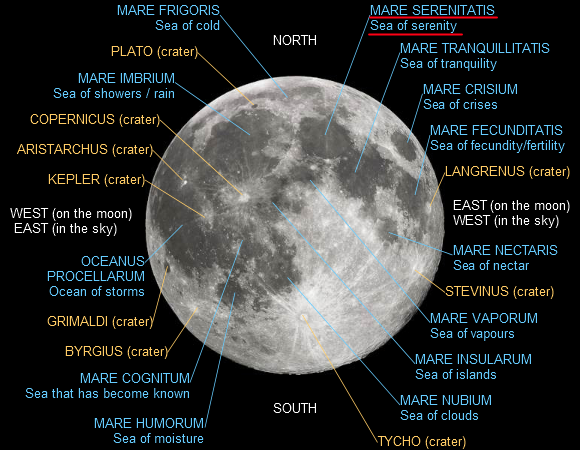 MARE FRIGORIS
Sea of cold
MARE SERENITATIS
Sea of serenity
NORTH
PLATO (crater)
MARE TRANQUILLITATIS
Sea of tranquility
MARE IMBRIUM
Sea of showers / rain
MARE CRISIUM
Sea of crises
COPERNICUS (crater)
MARE FECUNDITATIS
Sea of fecundity/fertility
ARISTARCHUS (crater)
KEPLER (crater)
LANGRENUS (crater)
WEST (on the moon)
EAST (in the sky)
EAST (on the moon)
WEST (in the sky)
OCEANUS
PROCELLARUM
Ocean of storms
MARE NECTARIS
Sea of nectar
STEVINUS (crater)
GRIMALDI (crater)
MARE VAPORUM
Sea of vapours
BYRGIUS (crater)
MARE INSULARUM
Sea of islands
MARE COGNITUM
Sea that has become known
MARE NUBIUM
Sea of clouds
SOUTH
MARE HUMORUM
Sea of moisture
TYCHO (crater)